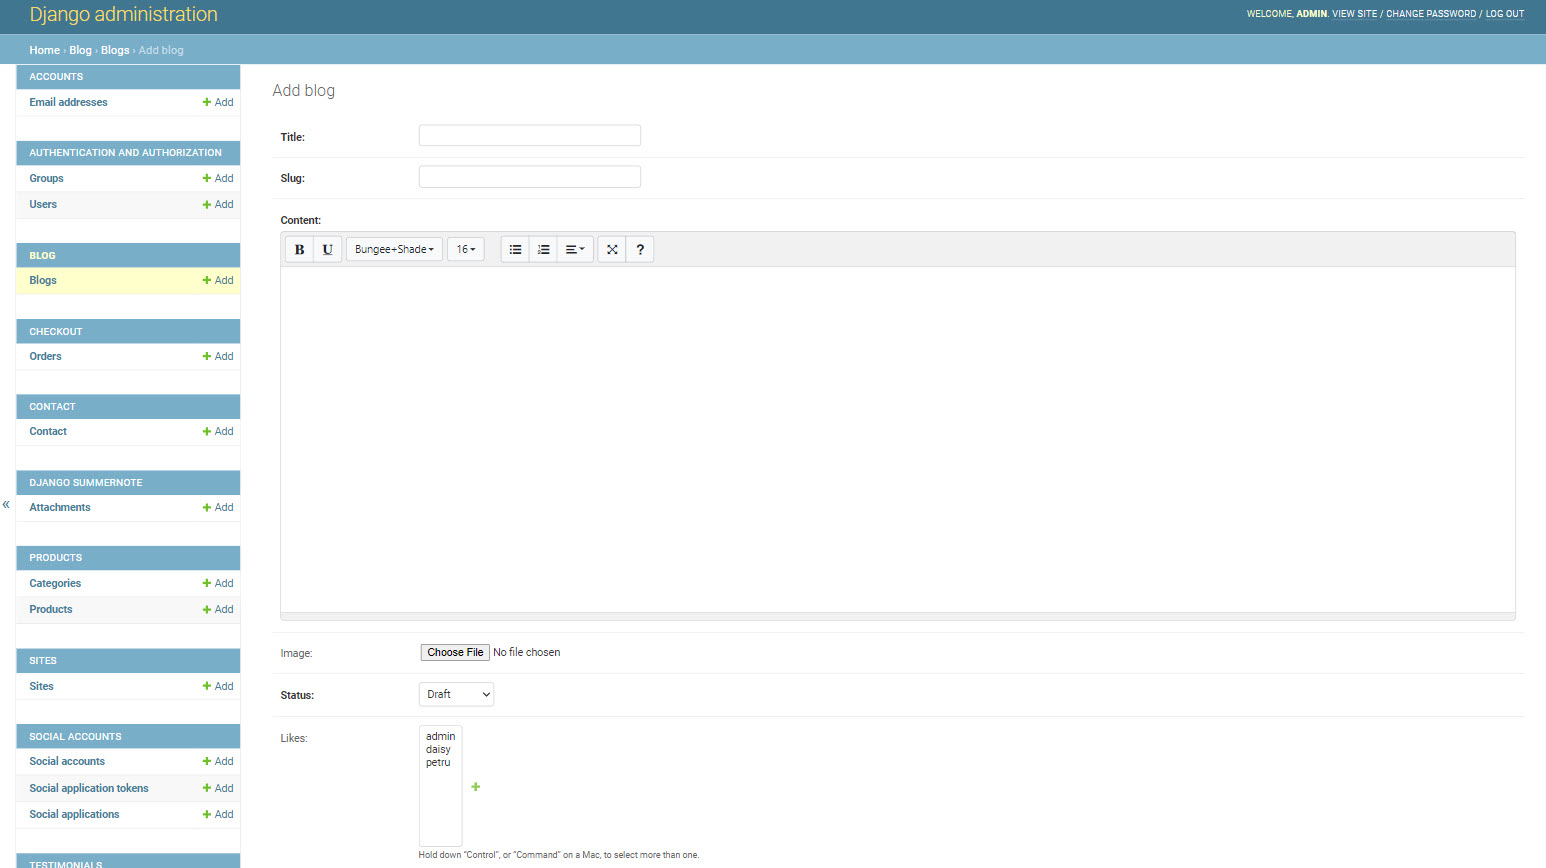 Django administration
WELCOME, ADMIN. VIEW SITE / CHANGE PASSWORD / LOG OUT
Home › Blog › Blogs › Add blog
ACCOUNTS
Email addresses + Add
AUTHENTICATION AND AUTHORIZATION
Groups + Add
Users + Add
BLOG
Blogs + Add
CHECKOUT
Orders + Add
CONTACT
Contact + Add
DJANGO SUMMERNOTE
Attachments + Add
PRODUCTS
Categories + Add
Products + Add
SITES
Sites + Add
SOCIAL ACCOUNTS
Social accounts + Add
Social application tokens + Add
Social applications + Add
TESTIMONIALS
«
Add blog
Title:
Slug:
Content:
B U Bungee+Shade 16 ?
Image: Choose File No file chosen
Status: Draft
Likes:
admin
daisy
petru
+
Hold down “Control”, or “Command” on a Mac, to select more than one.